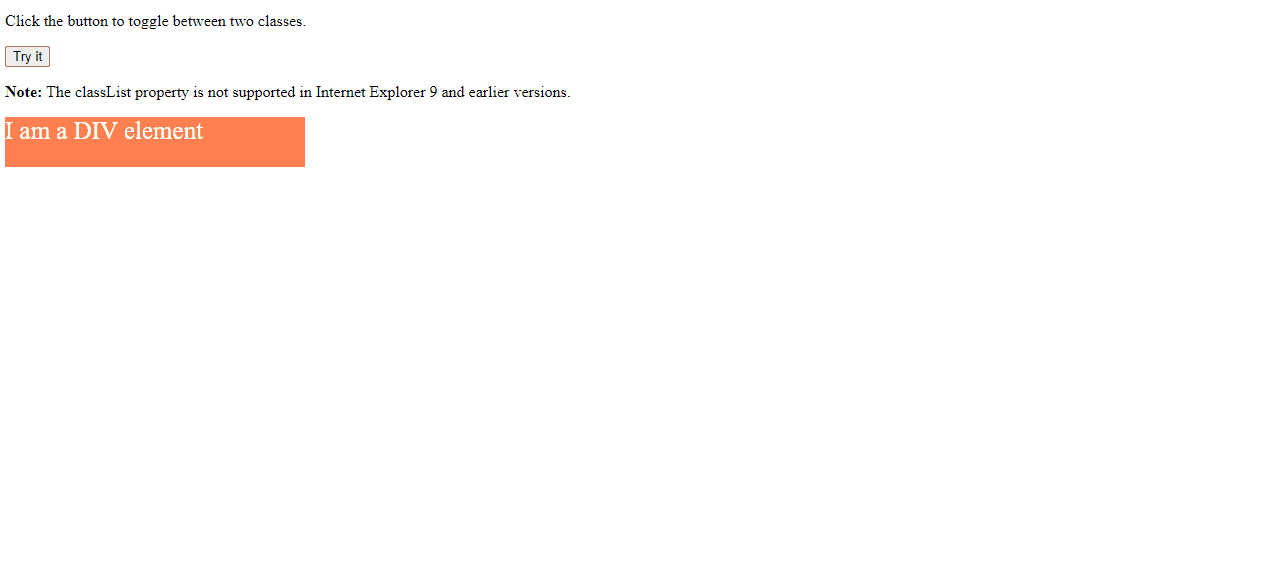 Click the button to toggle between two classes.
Try it
Note: The classList property is not supported in Internet Explorer 9 and earlier versions.
I am a DIV element